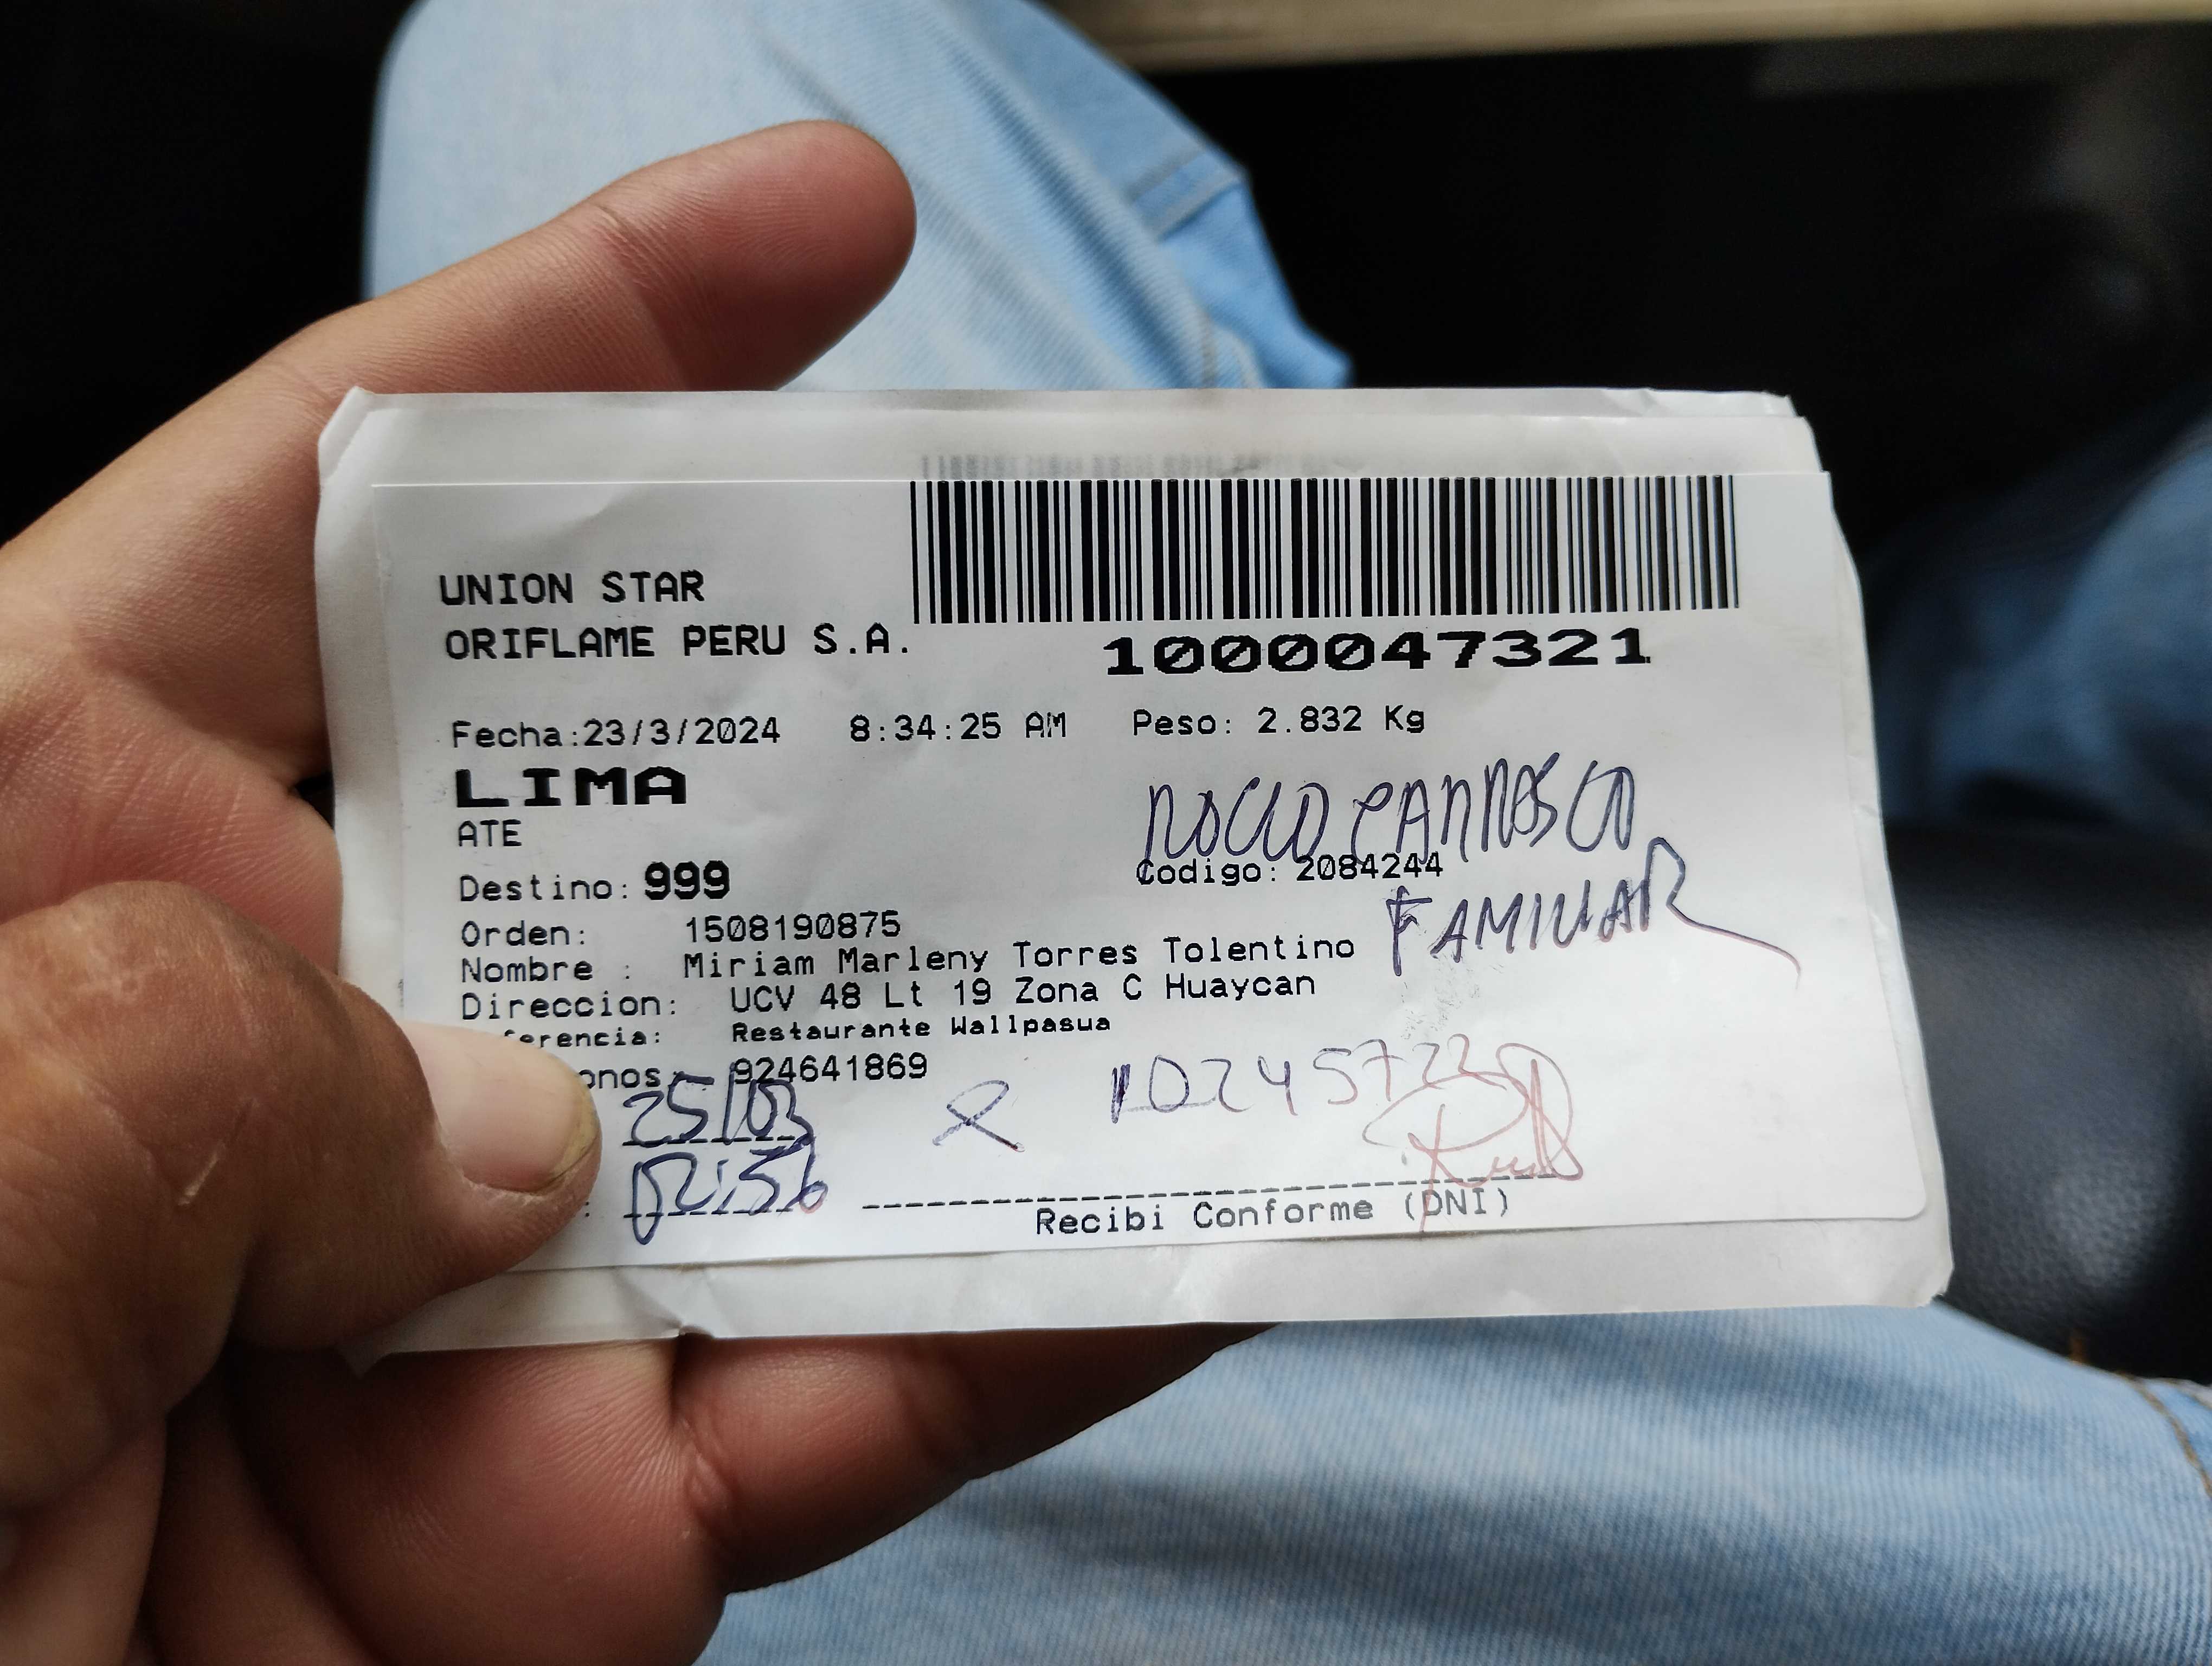 UNION STAR
ORIFLAME PERU S.A.
1000047321
Fecha:23/3/2024 8:34:25 AM Peso: 2.832 Kg
LIMA
ATE
ROCIO CARRASCO
Destino: 999
Codigo: 2084244
FAMILIAR
Orden: 1508190875
Nombre : Miriam Marleny Torres Tolentino
Direccion: UCV 48 Lt 19 Zona C Huaycan
erencia: Restaurante Wallpasua
onos 924641869
25/03
Recibi Conforme (DNI)